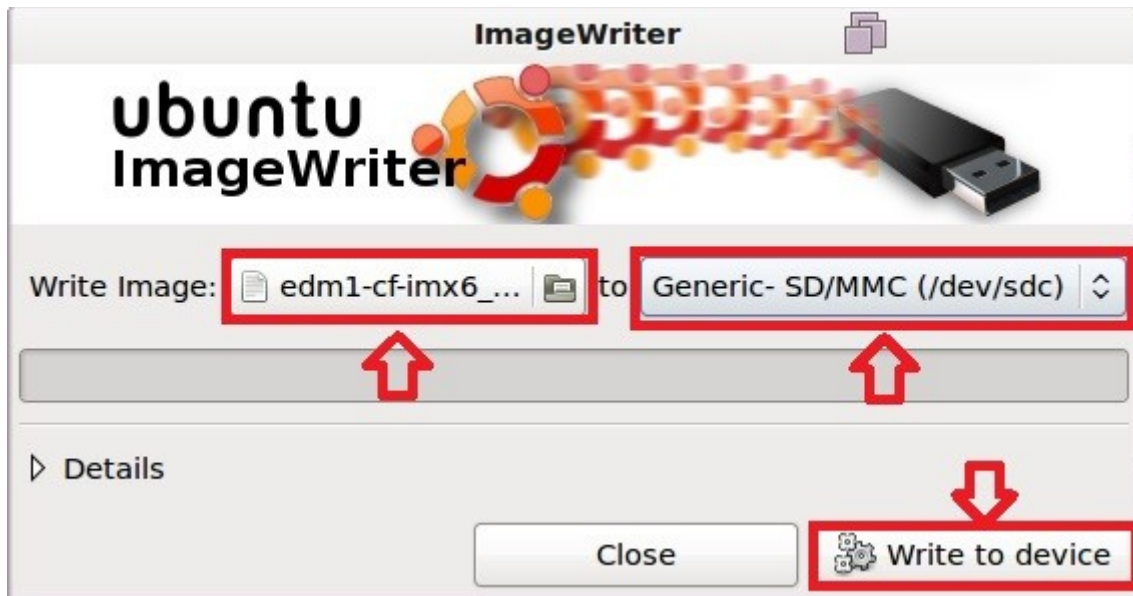 ImageWriter
ubuntu
ImageWriter
Write Image: edm1-cf-imx6_... to Generic- SD/MMC (/dev/sdc)
Details
Close Write to device